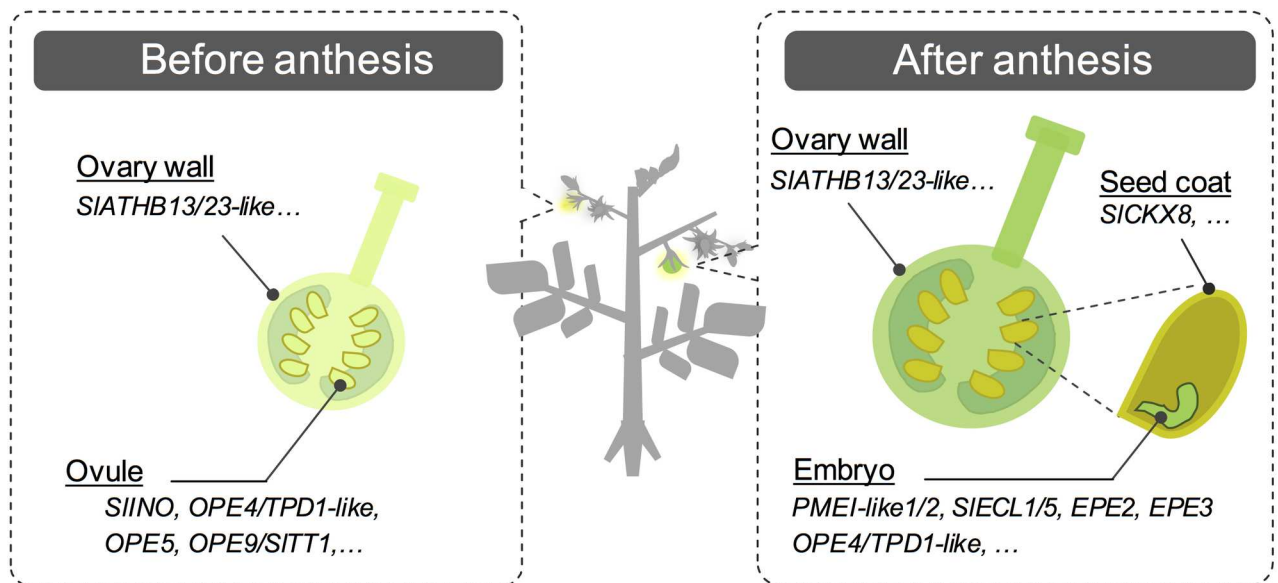 Before anthesis
Ovary wall
SlATHB13/23-like…
Ovule
SlINO, OPE4/TPD1-like,
OPE5, OPE9/SlTT1,…
After anthesis
Ovary wall
SlATHB13/23-like…
Seed coat
SlCKX8, …
Embryo
PMEI-like1/2, SlECL1/5, EPE2, EPE3
OPE4/TPD1-like, …